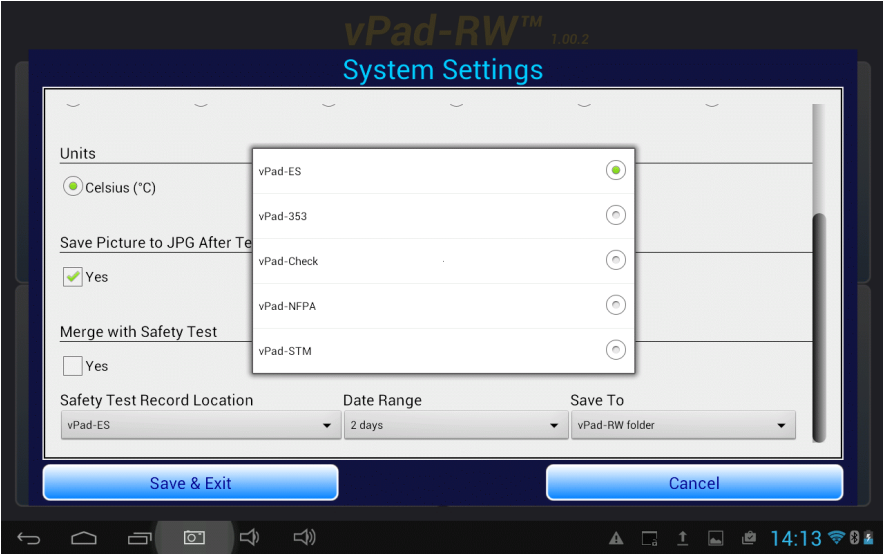 vPad-RW™ 1.00.2
System Settings
Units
Celsius (°C)
Save Picture to JPG After Te
Yes
Merge with Safety Test
Yes
vPad-ES
vPad-353
vPad-Check
vPad-NFPA
vPad-STM
Safety Test Record Location Date Range Save To
vPad-ES 2 days vPad-RW folder
Save & Exit Cancel
14:13